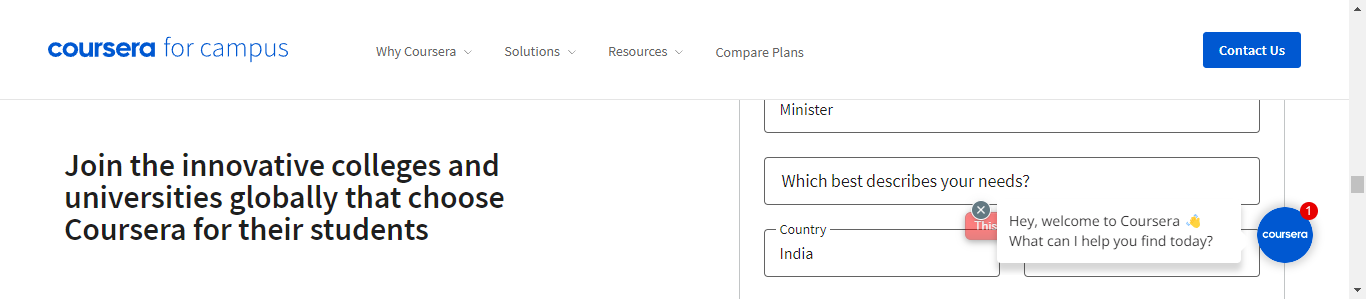 coursera for campus
Why Coursera
Solutions
Resources
Compare Plans
Contact Us
Join the innovative colleges and
universities globally that choose
Coursera for their students
Minister
Which best describes your needs?
This
Country
India
Hey, welcome to Coursera 👋
What can I help you find today?
coursera
1